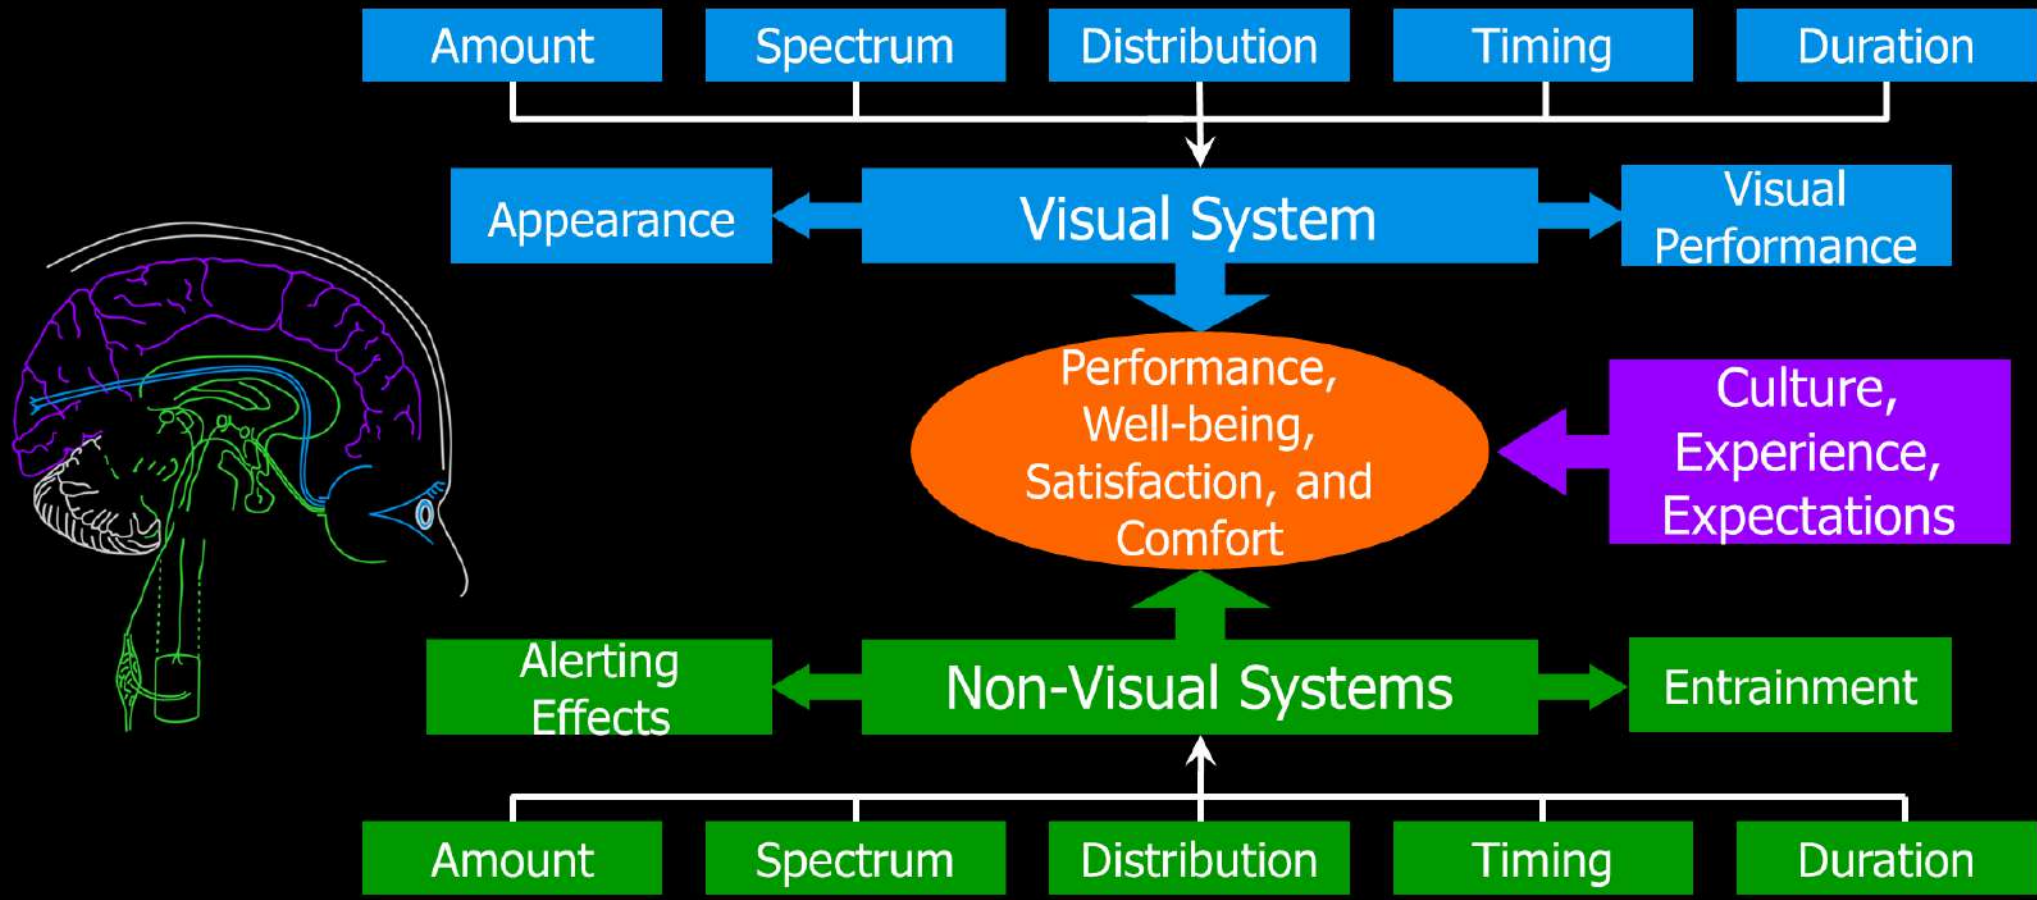 Amount
Spectrum
Distribution
Timing
Duration
Appearance
Visual System
Visual
Performance
Performance,
Well-being,
Satisfaction, and
Comfort
Culture,
Experience,
Expectations
Alerting
Effects
Non-Visual Systems
Entrainment
Amount
Spectrum
Distribution
Timing
Duration